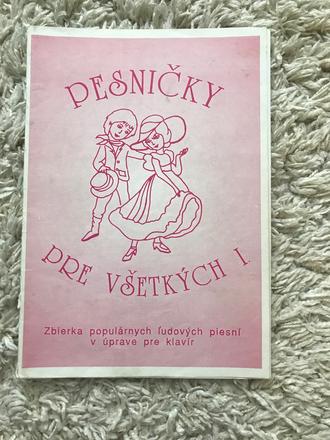 PESNIČKY
PRE VŠETKÝCH I.
Zbierka populárnych ľudových piesní
v úprave pre klavír